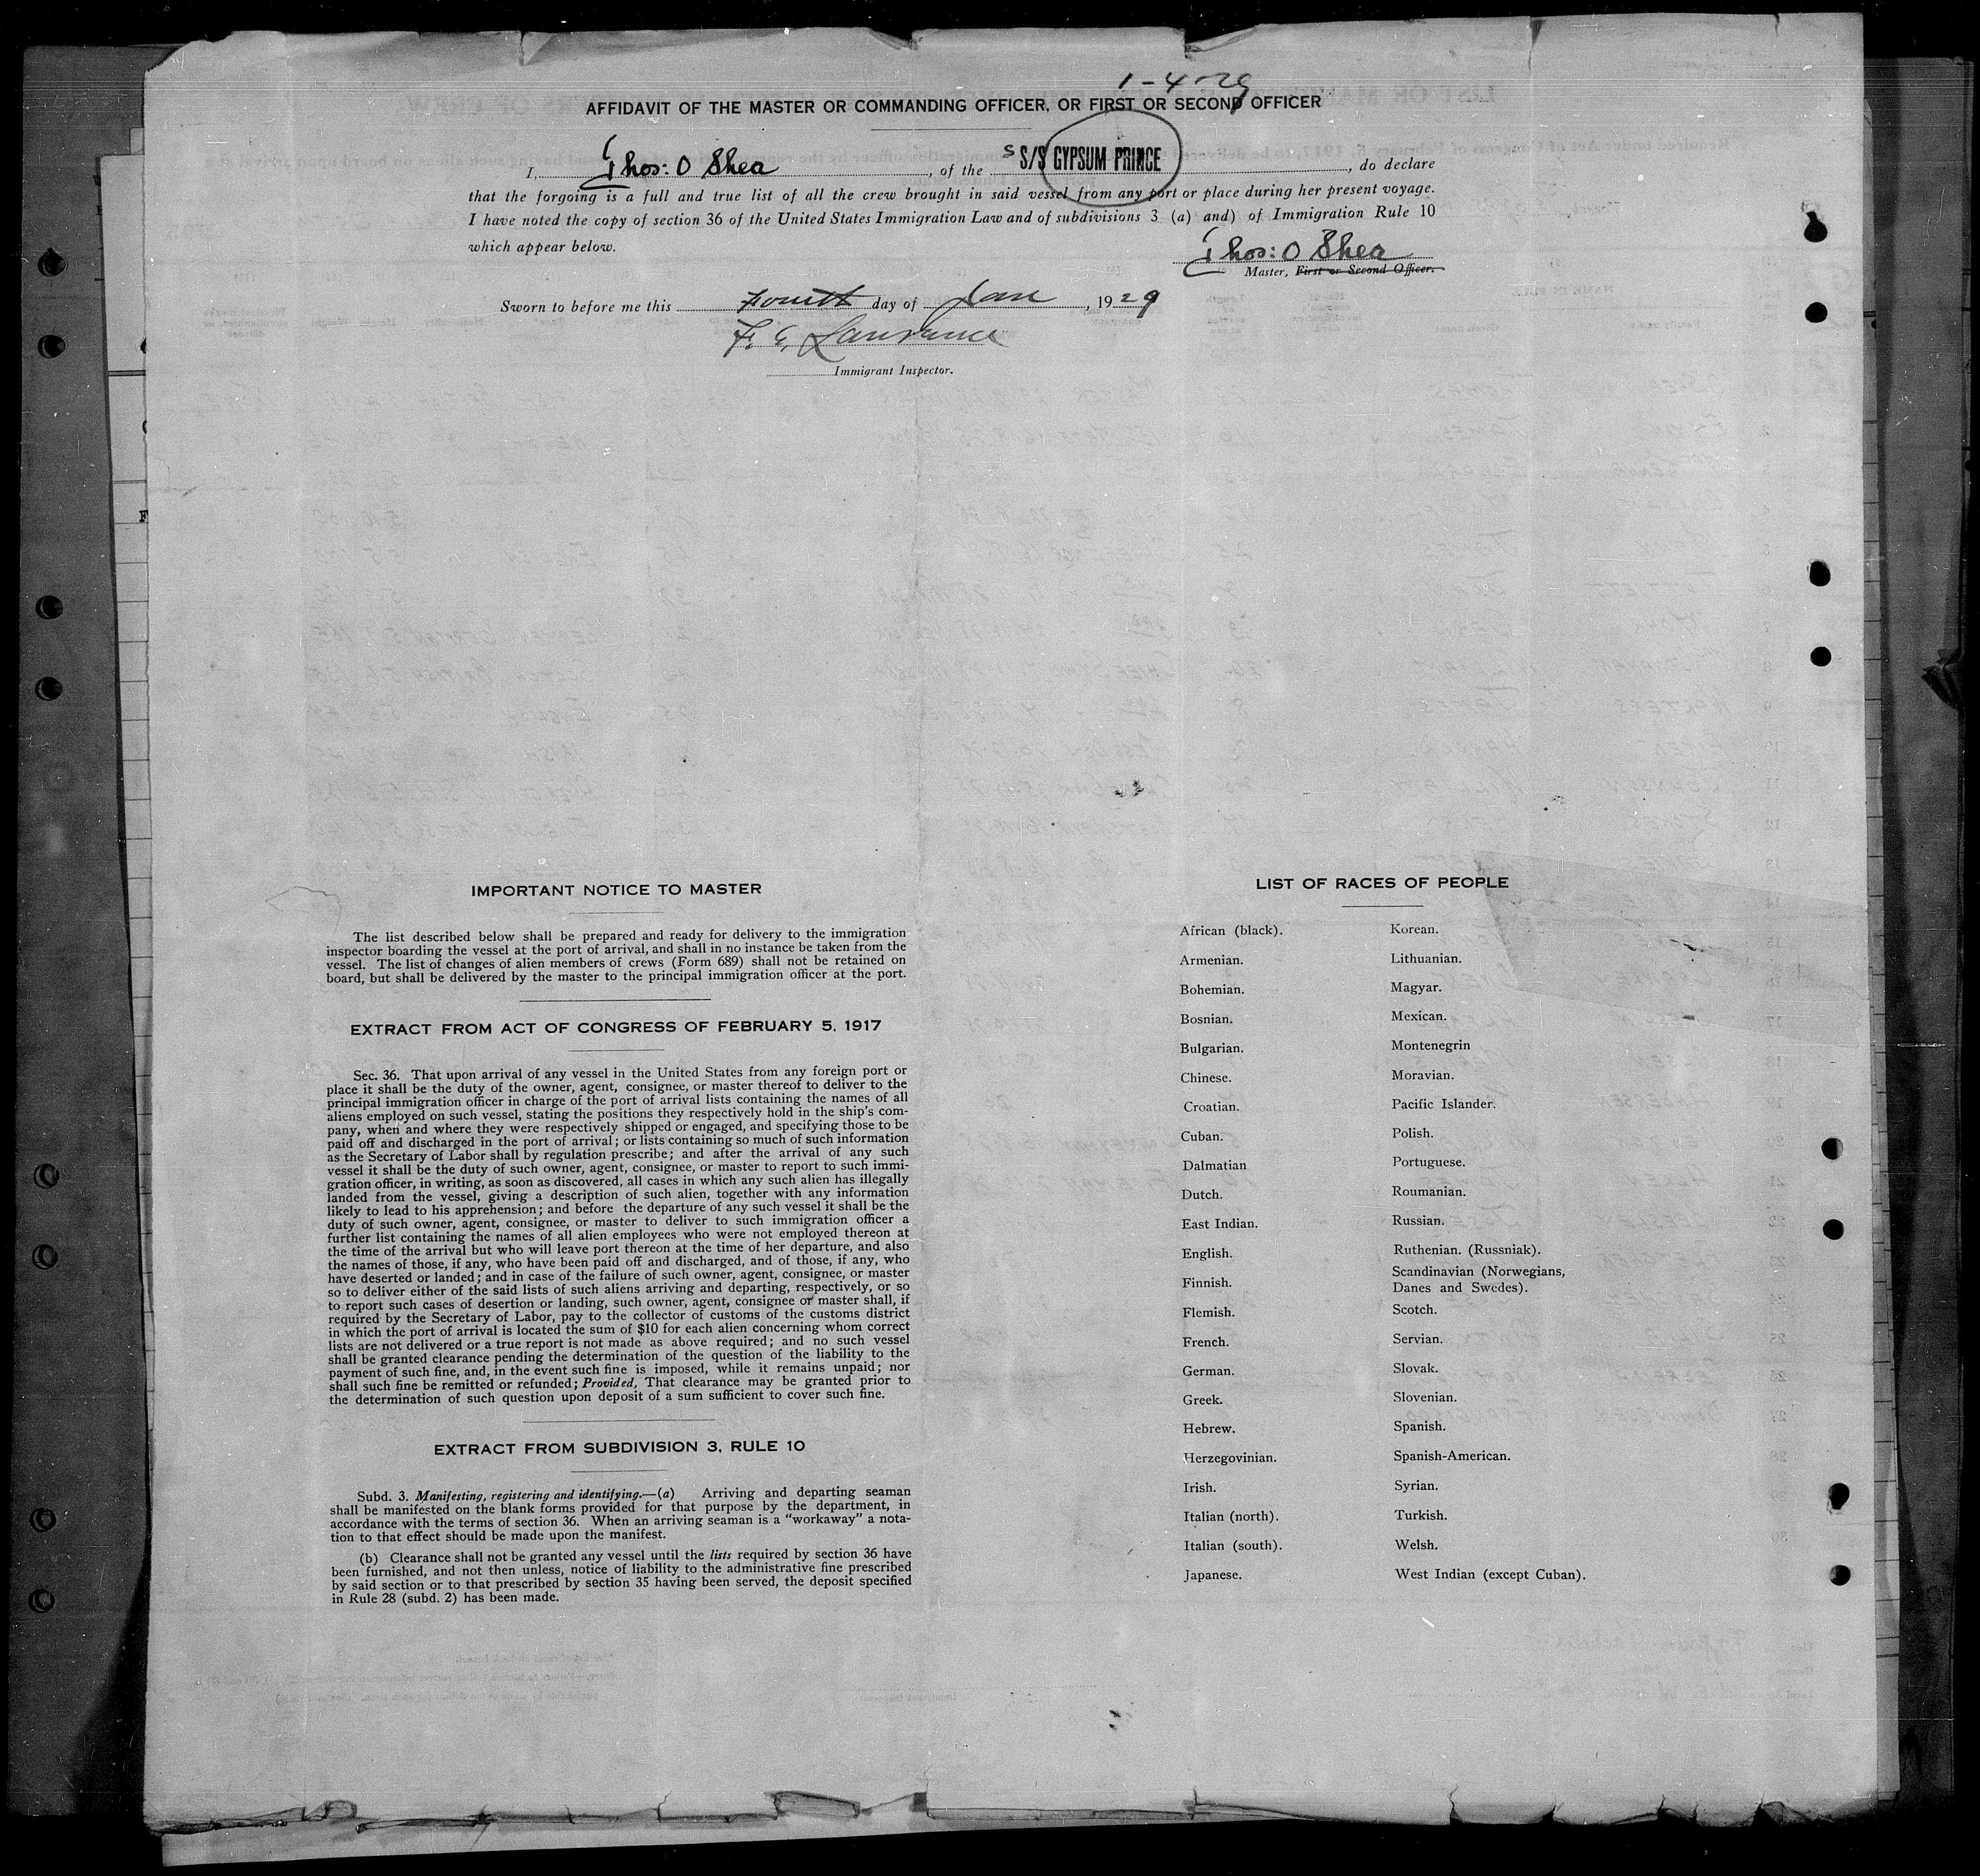 1-4-29
AFFIDAVIT OF THE MASTER OR COMMANDING OFFICER, OR FIRST OR SECOND OFFICER
I, Thos: O Shea, of the S S/S GYPSUM PRINCE, do declare
that the forgoing is a full and true list of all the crew brought in said vessel from any port or place during her present voyage.
I have noted the copy of section 36 of the United States Immigration Law and of subdivisions 3 (a) and) of Immigration Rule 10
which appear below.
Thos: O Shea
Master, First or Second Officer.
Sworn to before me this Fourth day of Jan, 1929
F. E. Lawrence
Immigrant Inspector.
IMPORTANT NOTICE TO MASTER
The list described below shall be prepared and ready for delivery to the immigration
inspector boarding the vessel at the port of arrival, and shall in no instance be taken from the
vessel. The list of changes of alien members of crews (Form 689) shall not be retained on
board, but shall be delivered by the master to the principal immigration officer at the port.
EXTRACT FROM ACT OF CONGRESS OF FEBRUARY 5, 1917
Sec. 36. That upon arrival of any vessel in the United States from any foreign port or
place it shall be the duty of the owner, agent, consignee, or master thereof to deliver to the
principal immigration officer in charge of the port of arrival lists containing the names of all
aliens employed on such vessel, stating the positions they respectively hold in the ship's com-
pany, when and where they were respectively shipped or engaged, and specifying those to be
paid off and discharged in the port of arrival; or lists containing so much of such information
as the Secretary of Labor shall by regulation prescribe; and after the arrival of any such
vessel it shall be the duty of such owner, agent, consignee, or master to report to such immi-
gration officer, in writing, as soon as discovered, all cases in which any such alien has illegally
landed from the vessel, giving a description of such alien, together with any information
likely to lead to his apprehension; and before the departure of any such vessel it shall be the
duty of such owner, agent, consignee, or master to deliver to such immigration officer a
further list containing the names of all alien employees who were not employed thereon at
the time of the arrival but who will leave port thereon at the time of her departure, and also
the names of those, if any, who have been paid off and discharged, and of those, if any, who
have deserted or landed; and in case of the failure of such owner, agent, consignee, or master
so to deliver either of the said lists of such aliens arriving and departing, respectively, or so
to report such cases of desertion or landing, such owner, agent, consignee or master shall, if
required by the Secretary of Labor, pay to the collector of customs of the customs district
in which the port of arrival is located the sum of $10 for each alien concerning whom correct
lists are not delivered or a true report is not made as above required; and no such vessel
shall be granted clearance pending the determination of the question of the liability to the
payment of such fine, and, in the event such fine is imposed, while it remains unpaid; nor
shall such fine be remitted or refunded; Provided, That clearance may be granted prior to
the determination of such question upon deposit of a sum sufficient to cover such fine.
EXTRACT FROM SUBDIVISION 3, RULE 10
Subd. 3. Manifesting, registering and identifying.—(a) Arriving and departing seaman
shall be manifested on the blank forms provided for that purpose by the department, in
accordance with the terms of section 36. When an arriving seaman is a "workaway" a nota-
tion to that effect should be made upon the manifest.
(b) Clearance shall not be granted any vessel until the lists required by section 36 have
been furnished, and not then unless, notice of liability to the administrative fine prescribed
by said section or to that prescribed by section 35 having been served, the deposit specified
in Rule 28 (subd. 2) has been made.
LIST OF RACES OF PEOPLE
African (black).
Armenian.
Bohemian.
Bosnian.
Bulgarian.
Chinese.
Croatian.
Cuban.
Dalmatian
Dutch.
East Indian.
English.
Finnish.
Flemish.
French.
German.
Greek.
Hebrew.
Herzegovinian.
Irish.
Italian (north).
Italian (south).
Japanese.
Korean.
Lithuanian.
Magyar.
Mexican.
Montenegrin
Moravian.
Pacific Islander.
Polish.
Portuguese.
Roumanian.
Russian.
Ruthenian. (Russniak).
Scandinavian (Norwegians,
Danes and Swedes).
Scotch.
Servian.
Slovak.
Slovenian.
Spanish.
Spanish-American.
Syrian.
Turkish.
Welsh.
West Indian (except Cuban).